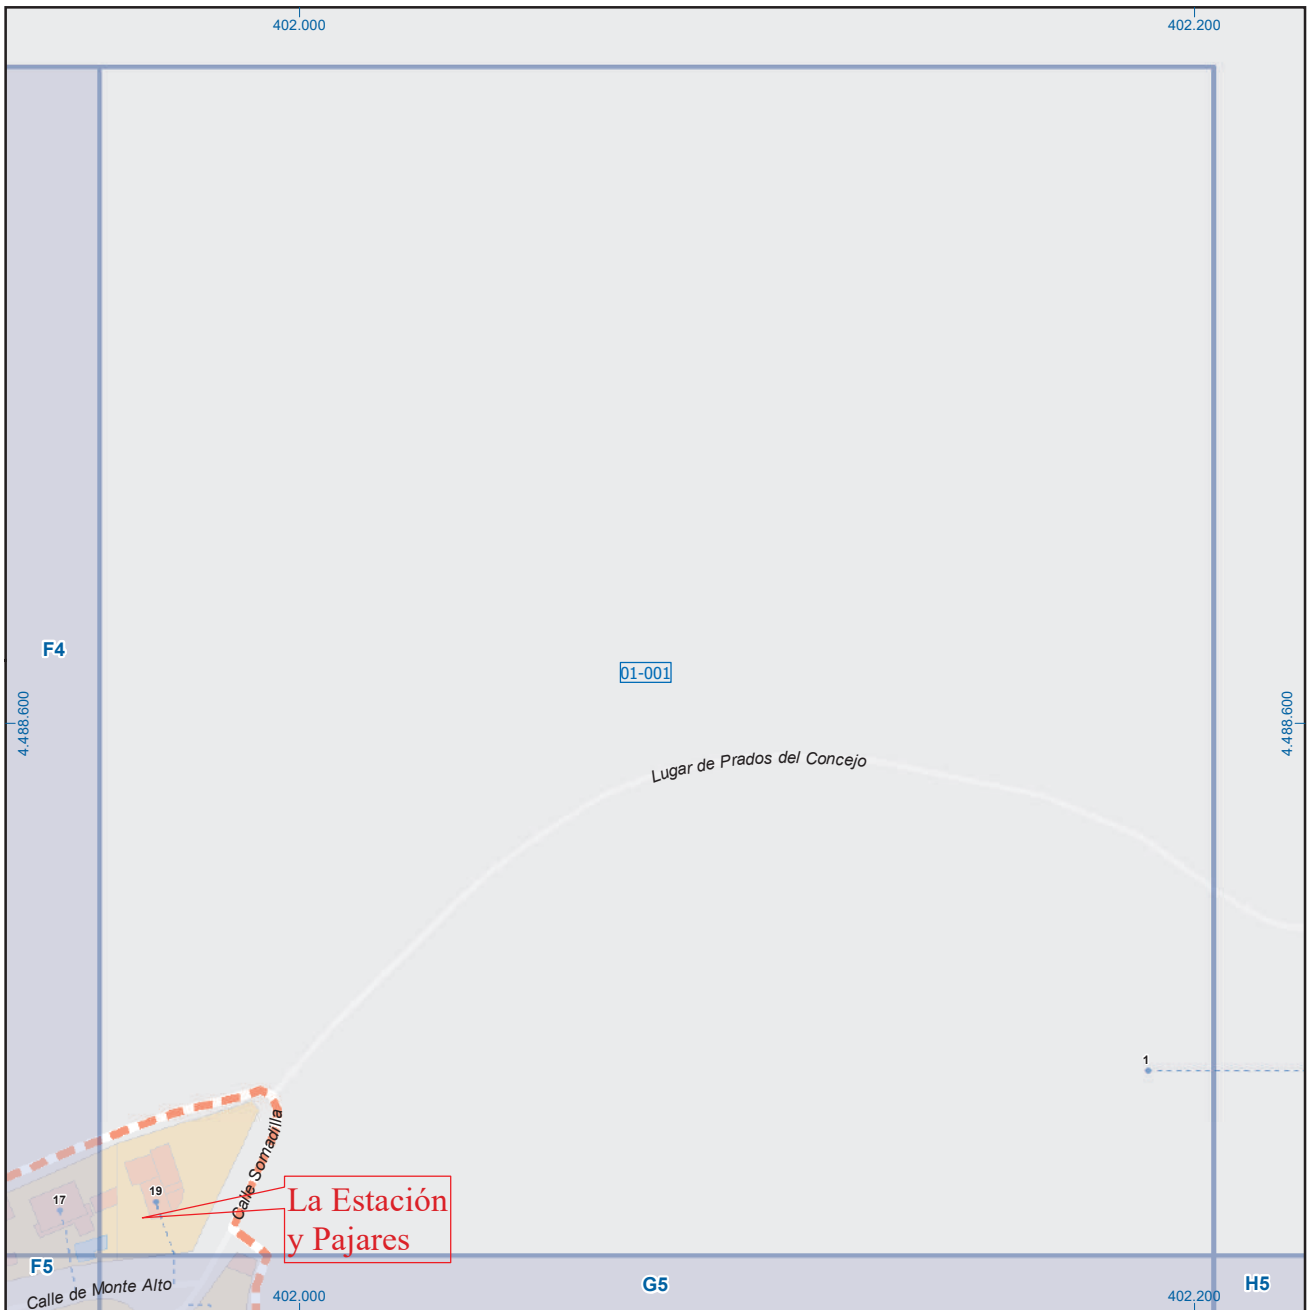 402.000
402.200
F4
01-001
4.488.600
4.488.600
Lugar de Prados del Concejo
1
Calle Somadilla
17
19
La Estación
y Pajares
F5
Calle de Monte Alto
G5
H5
402.000
402.200